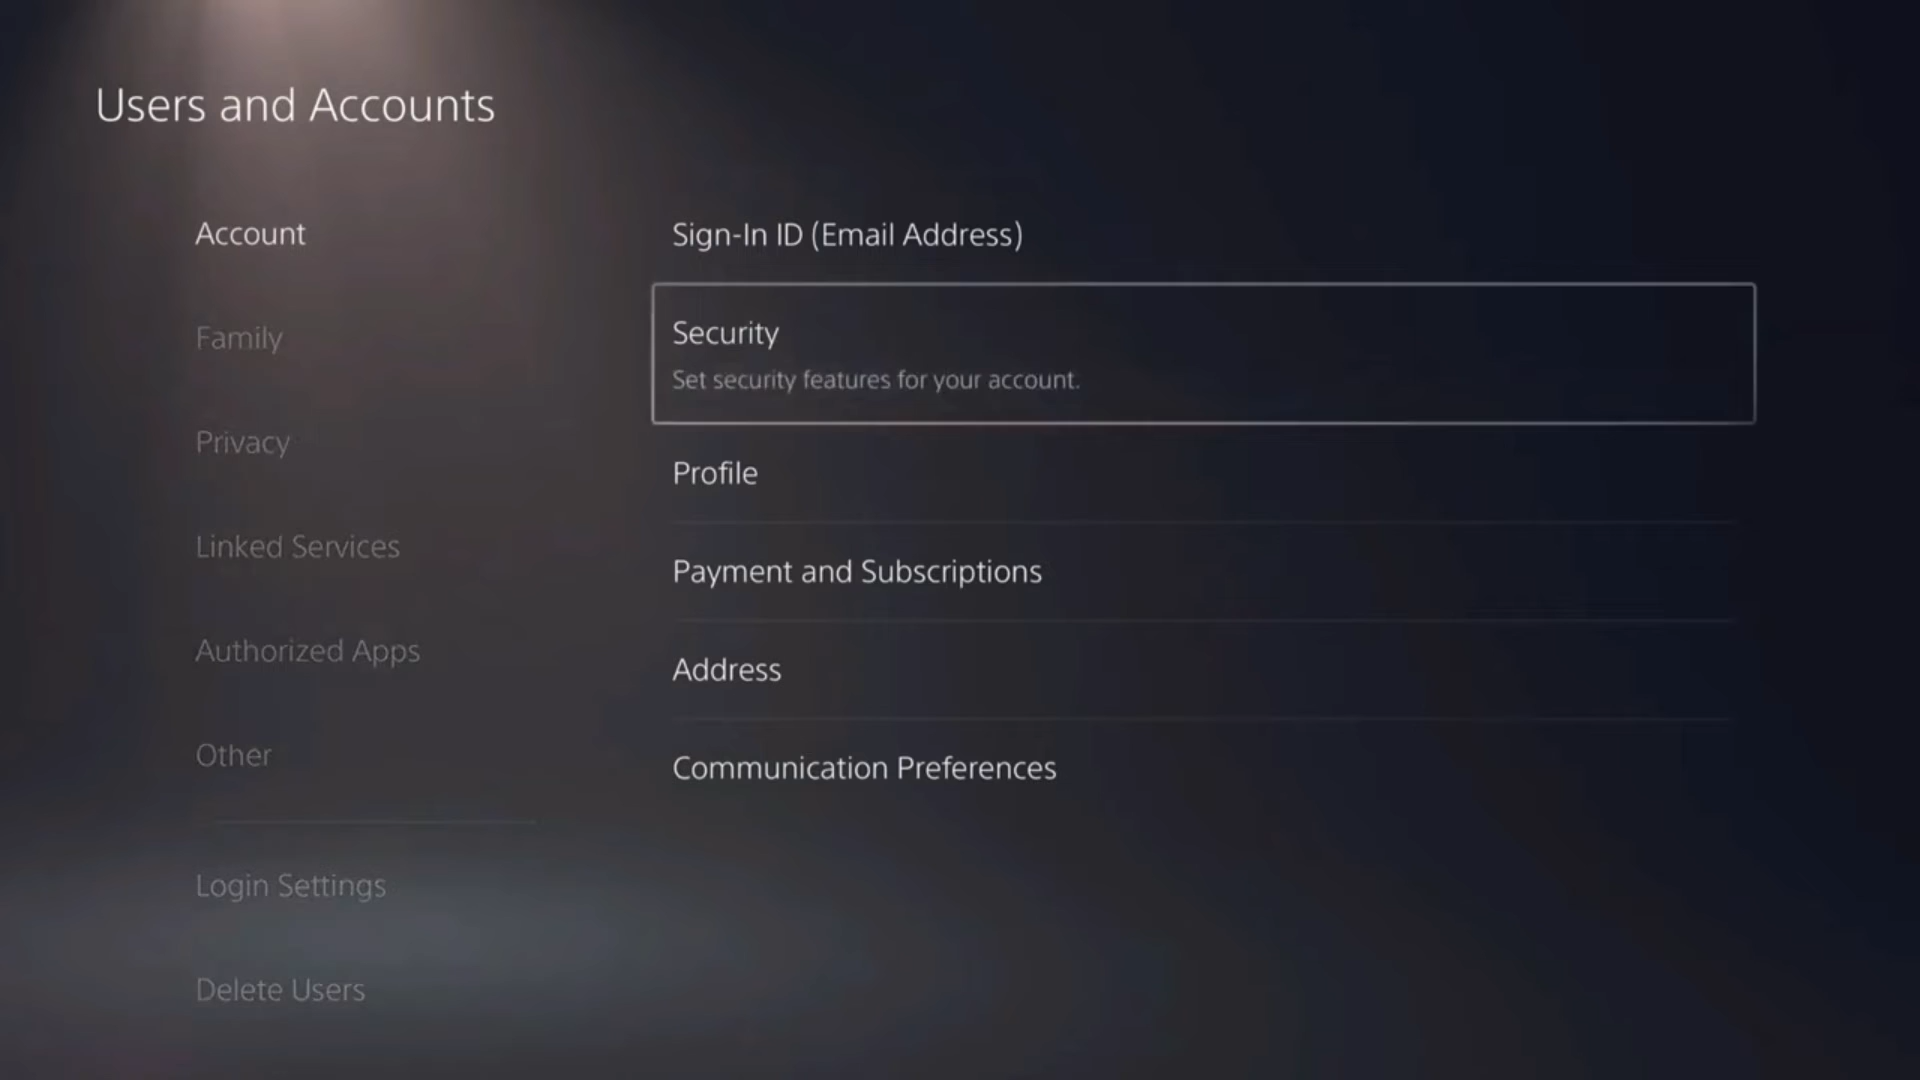 Users and Accounts
Account
Family
Privacy
Linked Services
Authorized Apps
Other
Login Settings
Delete Users
Sign-In ID (Email Address)
Security
Set security features for your account.
Profile
Payment and Subscriptions
Address
Communication Preferences